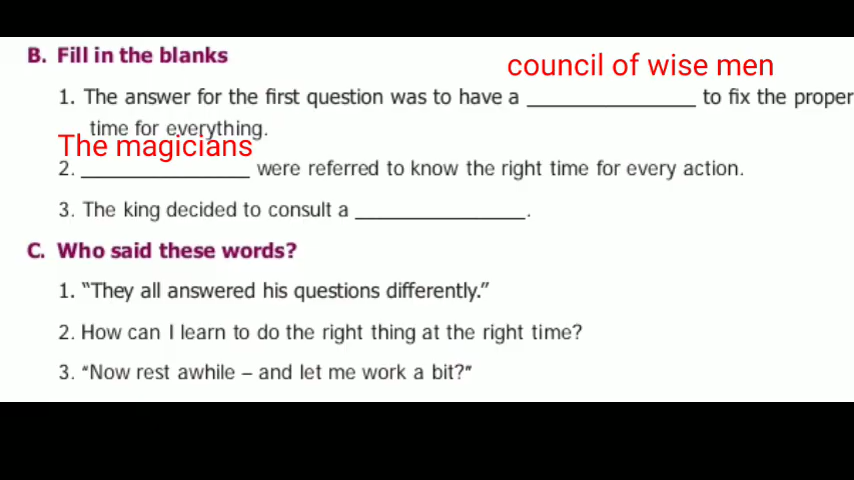 B. Fill in the blanks
council of wise men
1. The answer for the first question was to have a ________________ to fix the proper
time for everything.
The magicians
2. ________________ were referred to know the right time for every action.
3. The king decided to consult a ________________.
C. Who said these words?
1. “They all answered his questions differently.”
2. How can I learn to do the right thing at the right time?
3. “Now rest awhile – and let me work a bit?”